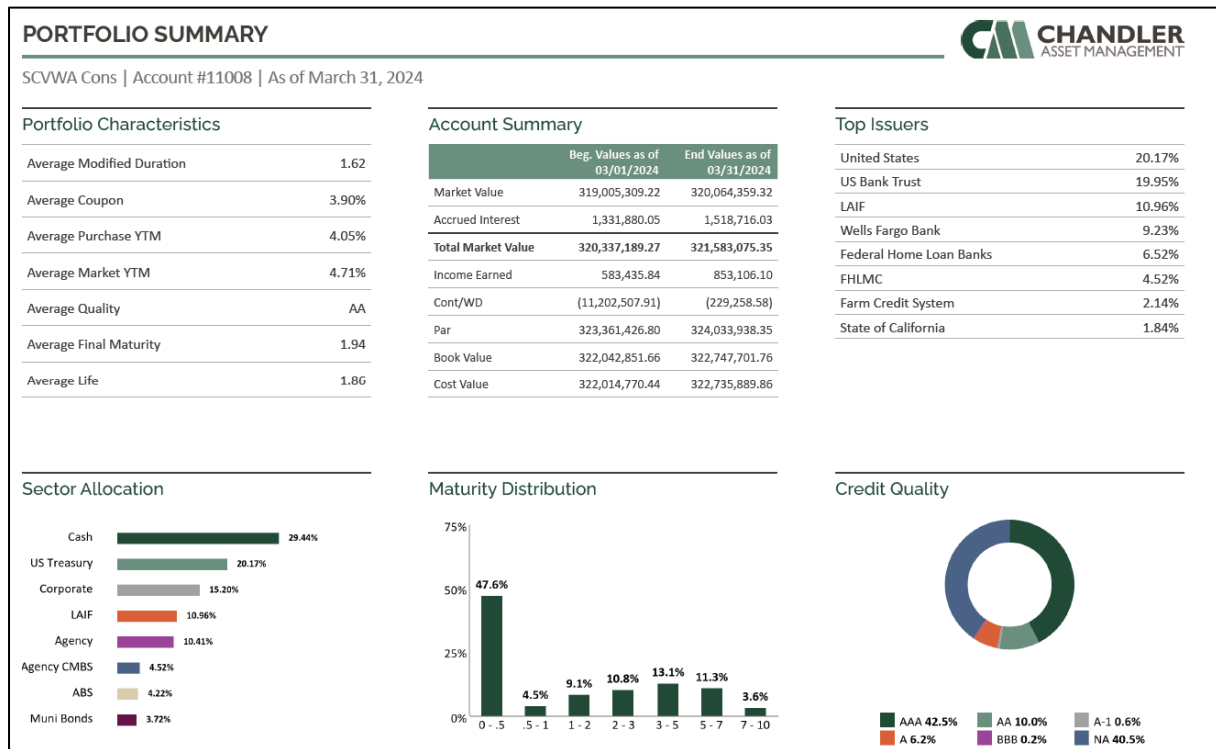 PORTFOLIO SUMMARY
CHANDLER
ASSET MANAGEMENT
SCVWA Cons | Account #11008 | As of March 31, 2024
Portfolio Characteristics
Average Modified Duration 1.62
Average Coupon 3.90%
Average Purchase YTM 4.05%
Average Market YTM 4.71%
Average Quality AA
Average Final Maturity 1.94
Average Life 1.86
Account Summary
Beg. Values as of End Values as of
03/01/2024 03/31/2024
Market Value 319,005,309.22 320,064,359.32
Accrued Interest 1,331,880.05 1,518,716.03
Total Market Value 320,337,189.27 321,583,075.35
Income Earned 583,435.84 853,106.10
Cont/WD (11,202,507.91) (229,258.58)
Par 323,361,426.80 324,033,938.35
Book Value 322,042,851.66 322,747,701.76
Cost Value 322,014,770.44 322,735,889.86
Top Issuers
United States 20.17%
US Bank Trust 19.95%
LAIF 10.96%
Wells Fargo Bank 9.23%
Federal Home Loan Banks 6.52%
FHLMC 4.52%
Farm Credit System 2.14%
State of California 1.84%
Sector Allocation
Cash 29.44%
US Treasury 20.17%
Corporate 15.20%
LAIF 10.96%
Agency 10.41%
Agency CMBS 4.52%
ABS 4.22%
Muni Bonds 3.72%
Maturity Distribution
75%
50%
25%
0%
47.6% 4.5% 9.1% 10.8% 13.1% 11.3% 3.6%
0 - .5 .5 - 1 1 - 2 2 - 3 3 - 5 5 - 7 7 - 10
Credit Quality
AAA 42.5% AA 10.0% A-1 0.6%
A 6.2% BBB 0.2% NA 40.5%